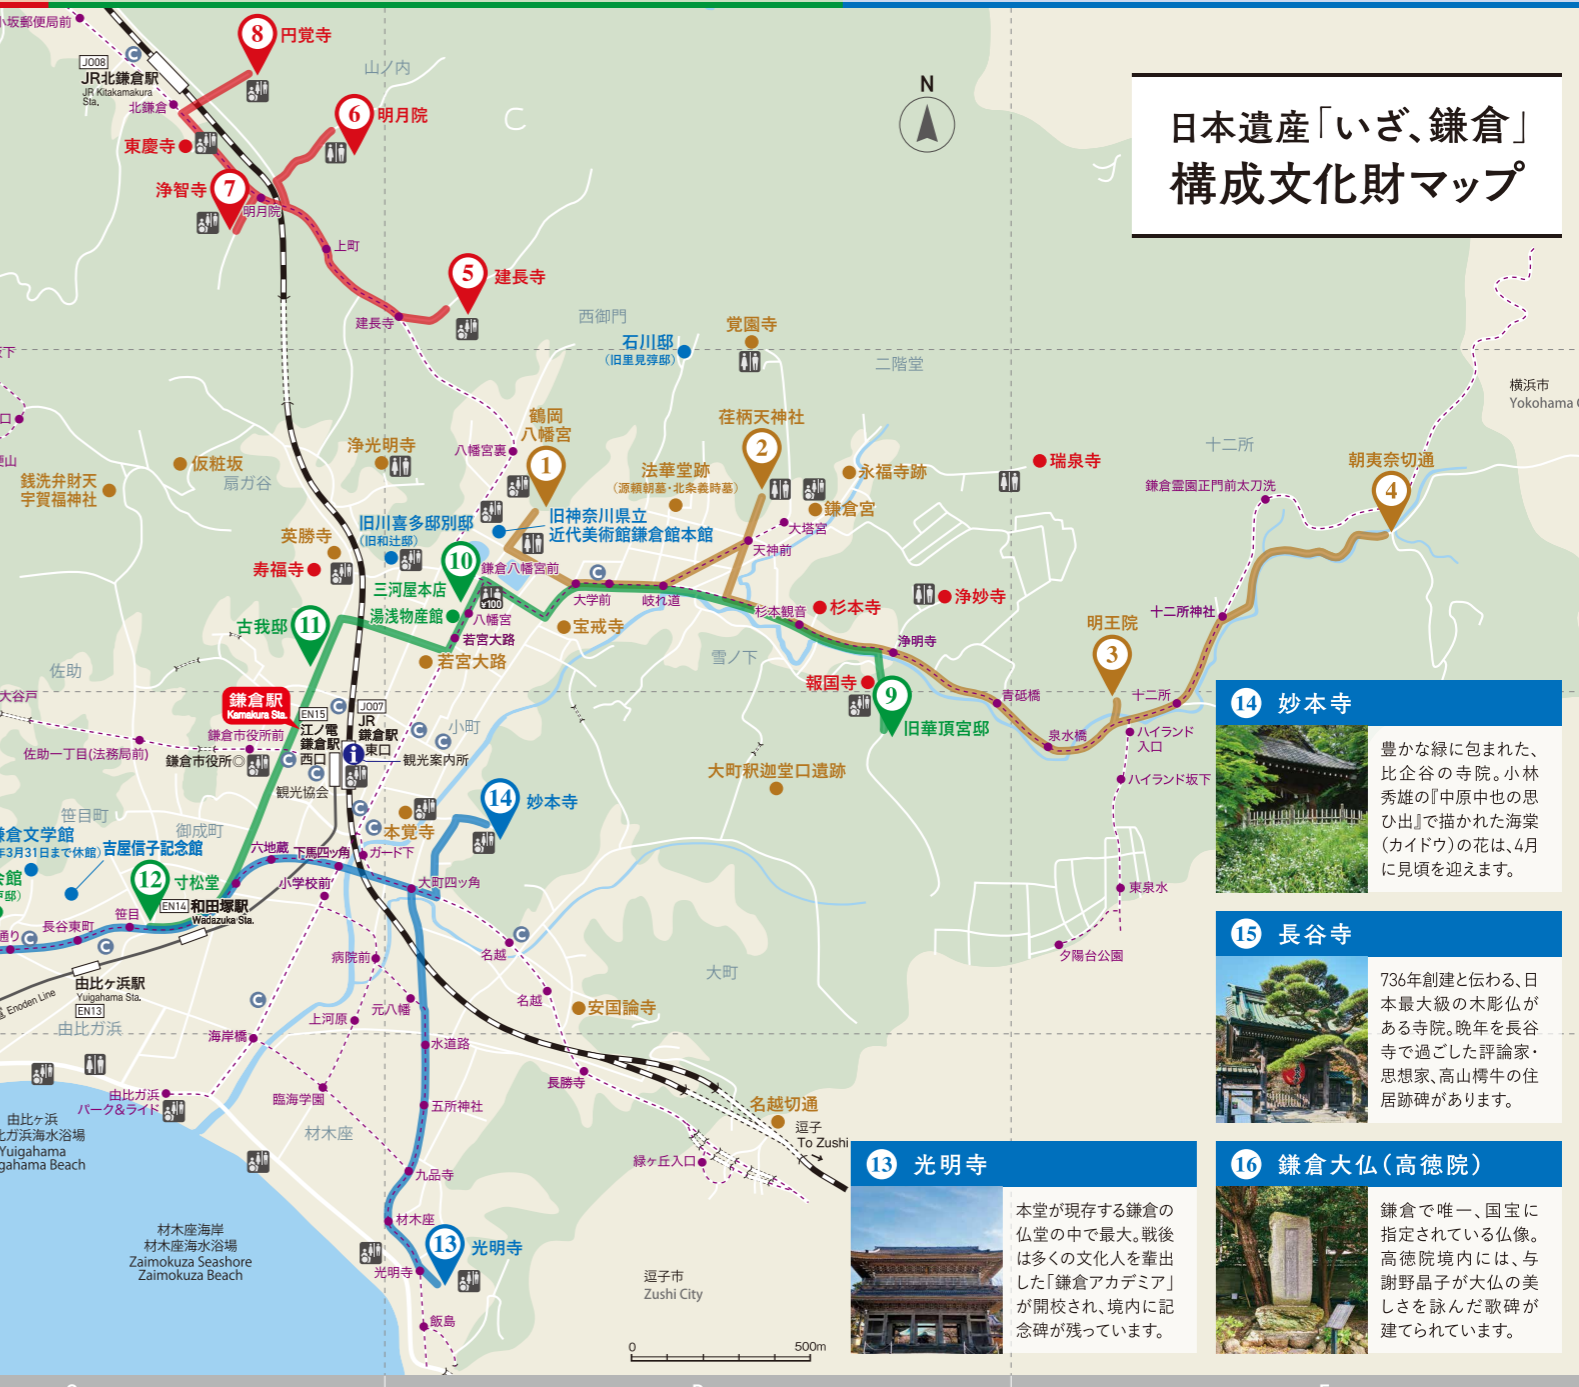 日本遺産「いざ、鎌倉」
構成文化財マップ
N
小坂郵便局前
JO08
JR北鎌倉駅
JR Kitakamakura
Sta.
北鎌倉
8
円覚寺
山ノ内
6
明月院
東慶寺
浄智寺
7
明月院
上町
5
建長寺
建長寺
西御門
石川邸
(旧里見弴邸)
覚園寺
二階堂
横浜市
Yokohama
十二所
鶴岡
八幡宮
1
八幡宮裏
荏柄天神社
2
浄光明寺
仮粧坂
扇ガ谷
銭洗弁財天
宇賀福神社
法華堂跡
(源頼朝墓・北条義時墓)
永福寺跡
鎌倉宮
大塔宮
天神前
瑞泉寺
鎌倉霊園正門前太刀洗
朝夷奈切通
4
旧川喜多邸別邸
(旧和辻邸)
旧神奈川県立
近代美術館鎌倉館本館
英勝寺
寿福寺
10
三河屋本店
湯浅物産館
鎌倉八幡宮前
¥100
八幡宮
若宮大路
若宮大路
大学前
岐れ道
宝戒寺
杉本観音
杉本寺
浄妙寺
浄明寺
十二所神社
古我邸
11
雪ノ下
報国寺
9
旧華頂宮邸
明王院
3
青砥橋
泉水橋
十二所
ハイランド
入口
ハイランド坂下
佐助
大谷戸
鎌倉駅
Kamakura Sta.
EN15
江ノ電
鎌倉駅
西口
JO07
JR
鎌倉駅
東口
小町
鎌倉市役所前
鎌倉市役所◎
佐助一丁目(法務局前)
観光案内所
観光協会
大町釈迦堂口遺跡
14
妙本寺
本覚寺
笹目町
御成町
鎌倉文学館
年3月31日まで休館)
吉屋信子記念館
12
寸松堂
六地蔵
下馬四ッ角
ガード下
小学校前
大町四ッ角
EN14
和田塚駅
Wadazuka Sta.
笹目
長谷東町
名越
病院前
由比ヶ浜駅
Yuigahama Sta.
EN13
Enoden Line
由比ガ浜
元八幡
名越
安国論寺
大町
東泉水
夕陽台公園
上河原
海岸橋
水道路
長勝寺
臨海学園
五所神社
由比ガ浜
パーク&ライド
材木座
名越切通
逗子
To Zushi
緑ヶ丘入口
九品寺
材木座
13
光明寺
光明寺
飯島
由比ヶ浜
材木座海岸
材木座海水浴場
Zaimokuza Seashore
Zaimokuza Beach
逗子市
Zushi City
0 500m
14 妙本寺
豊かな緑に包まれた、
比企谷の寺院。小林
秀雄の『中原中也の思
ひ出』で描かれた海棠
(カイドウ)の花は、4月
に見頃を迎えます。
15 長谷寺
736年創建と伝わる、日
本最大級の木彫仏が
ある寺院。晩年を長谷
寺で過ごした評論家・
思想家、高山樗牛の住
居跡碑があります。
13 光明寺
本堂が現存する鎌倉の
仏堂の中で最大。戦後
は多くの文化人を輩出
した「鎌倉アカデミア」
が開校され、境内に記
念碑が残っています。
16 鎌倉大仏(高徳院)
鎌倉で唯一、国宝に
指定されている仏像。
高徳院境内には、与
謝野晶子が大仏の美
しさを詠んだ歌碑が
建てられています。